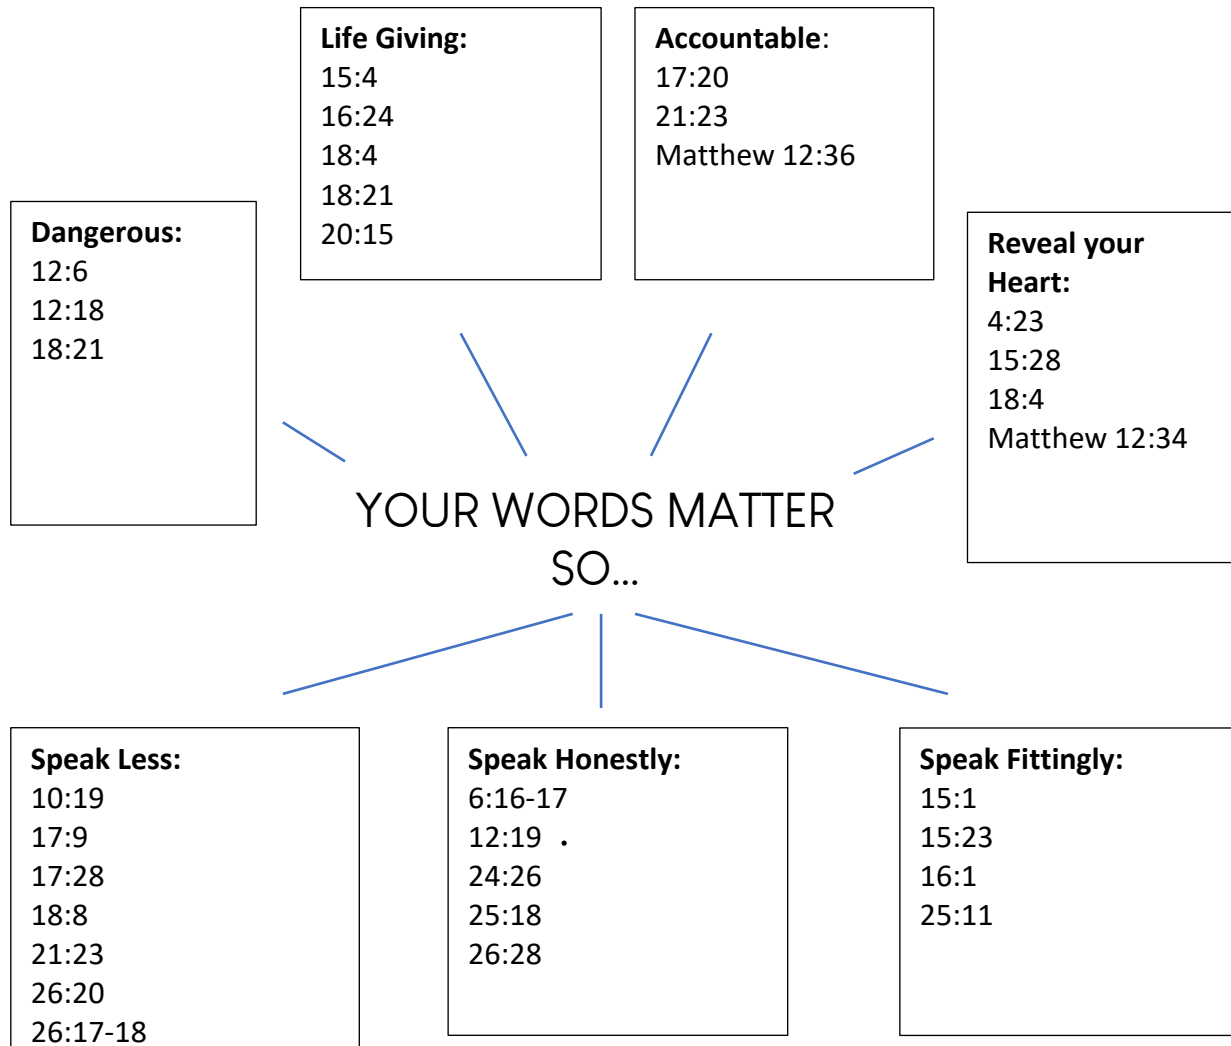 Life Giving:
15:4
16:24
18:4
18:21
20:15
Accountable:
17:20
21:23
Matthew 12:36
Dangerous:
12:6
12:18
18:21
Reveal your
Heart:
4:23
15:28
18:4
Matthew 12:34
YOUR WORDS MATTER
SO...
Speak Less:
10:19
17:9
17:28
18:8
21:23
26:20
26:17-18
Speak Honestly:
6:16-17
12:19 .
24:26
25:18
26:28
Speak Fittingly:
15:1
15:23
16:1
25:11